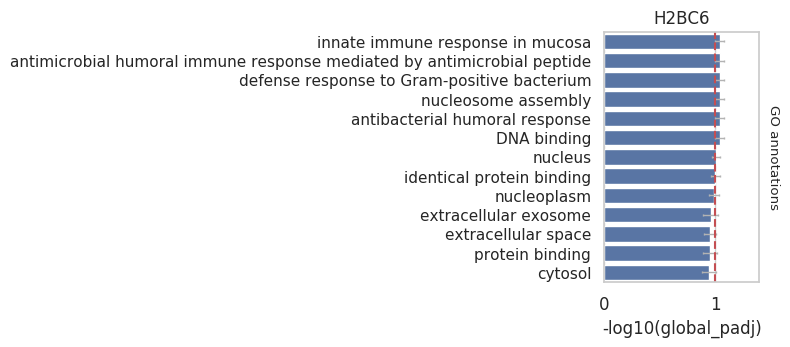 H2BC6
innate immune response in mucosa
antimicrobial humoral immune response mediated by antimicrobial peptide
defense response to Gram-positive bacterium
nucleosome assembly
antibacterial humoral response
DNA binding
nucleus
identical protein binding
nucleoplasm
extracellular exosome
extracellular space
protein binding
cytosol
GO annotations
0 1
-log10(global_padj)